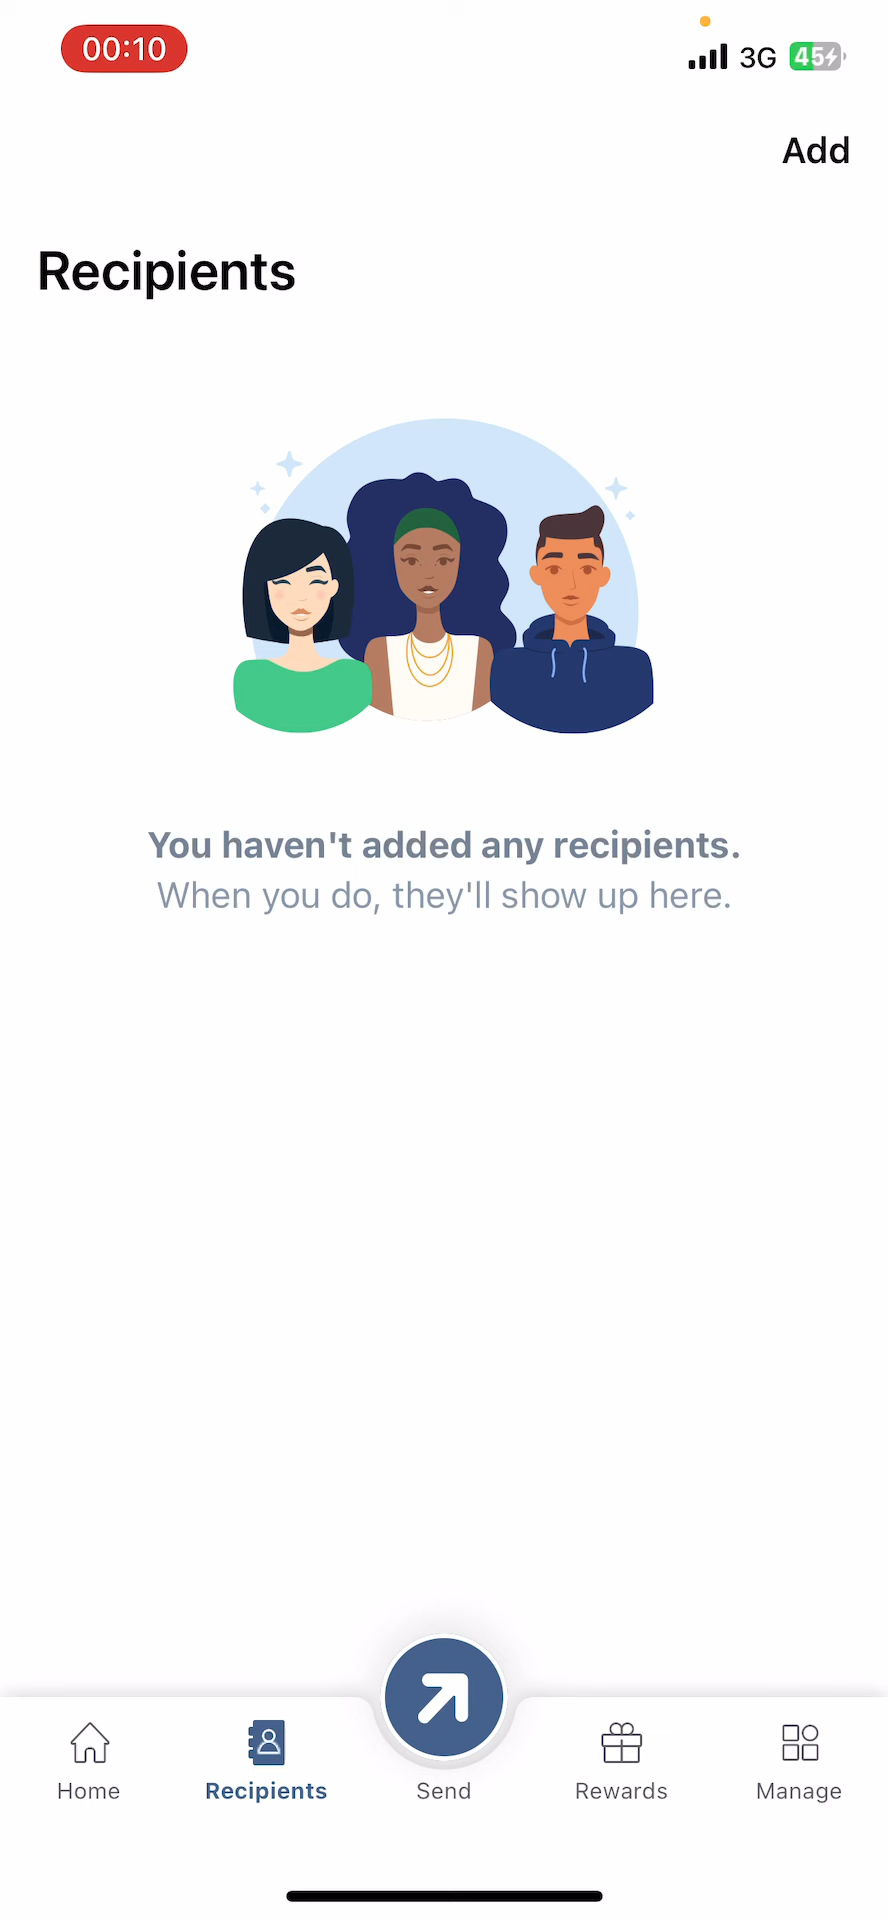 00:10
3G
45
Add
Recipients
You haven't added any recipients.
When you do, they'll show up here.
Home
Recipients
Send
Rewards
Manage